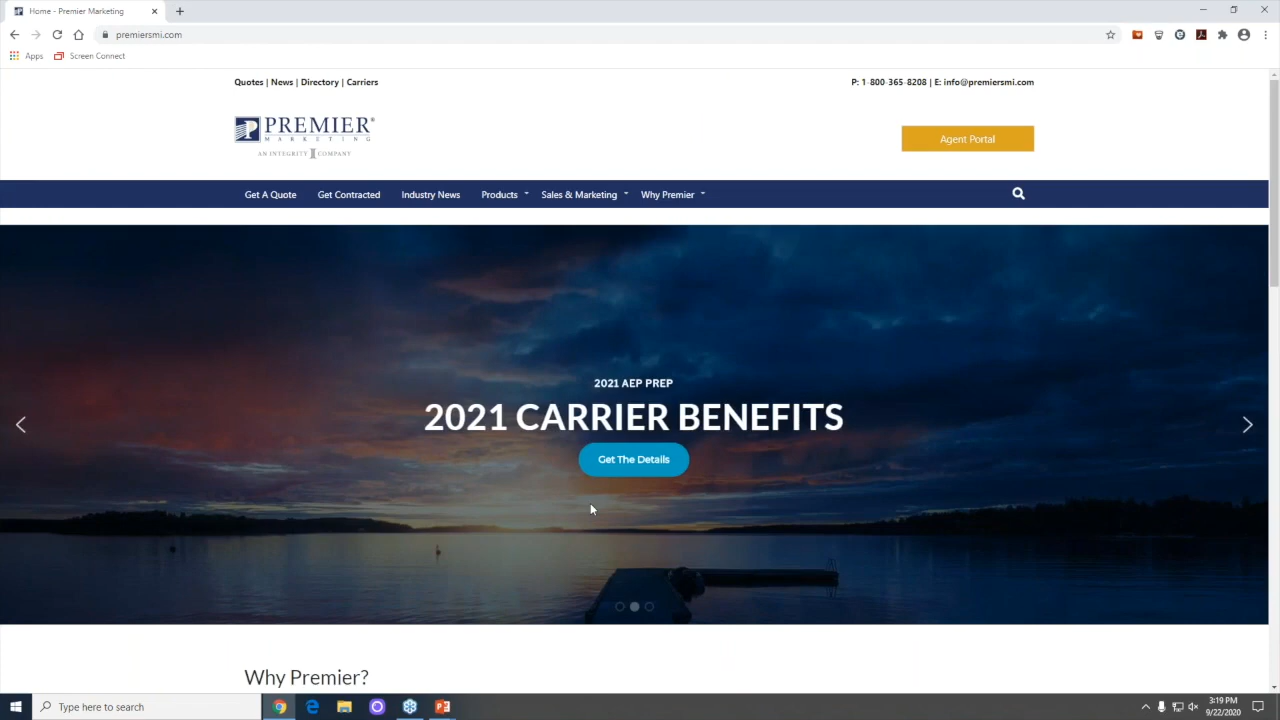 Home - Premier Marketing
premiersmi.com
Apps Screen Connect
Quotes | News | Directory | Carriers P: 1-800-365-8208 | E: info@premiersmi.com
PREMIER®
MARKETING
AN INTEGRITY COMPANY
Agent Portal
Get A Quote Get Contracted Industry News Products Sales & Marketing Why Premier
2021 AEP PREP
2021 CARRIER BENEFITS
Get The Details
Why Premier?
Type here to search
3:19 PM
9/22/2020